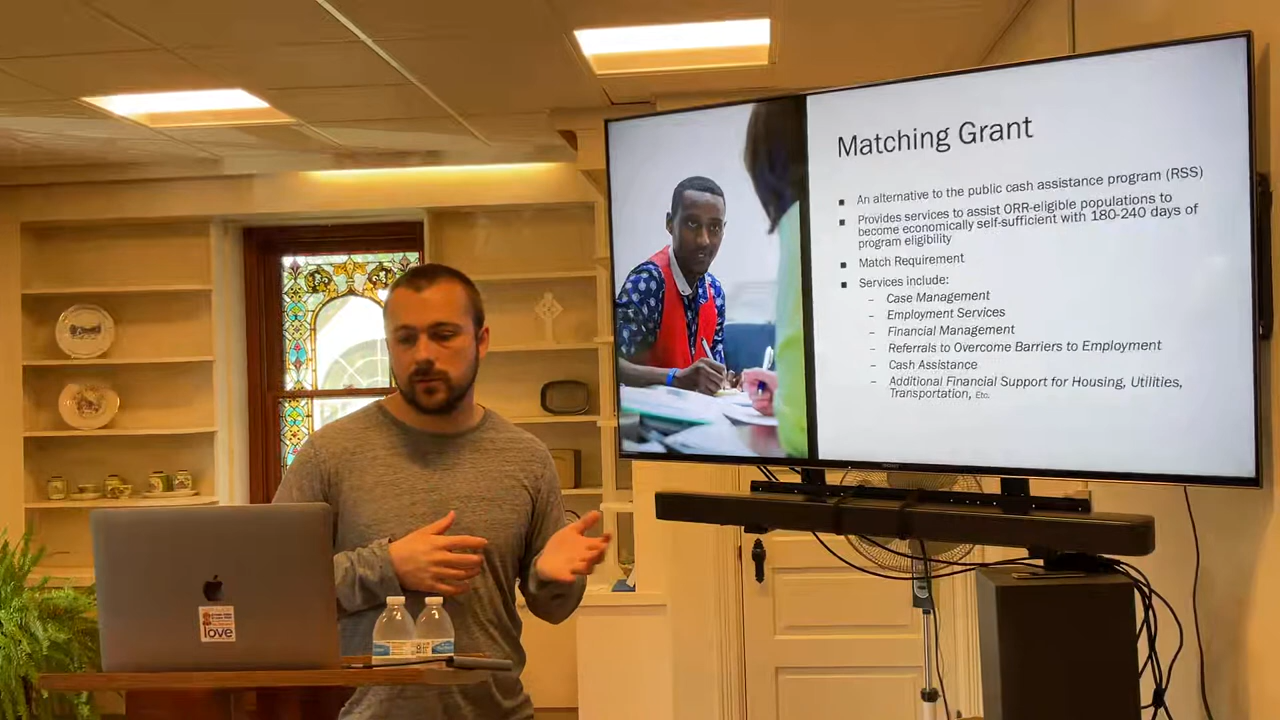 Matching Grant
An alternative to the public cash assistance program (RSS)
Provides services to assist ORR-eligible populations to
become economically self-sufficient with 180-240 days of
program eligibility
Match Requirement
Services include:
– Case Management
– Employment Services
– Financial Management
– Referrals to Overcome Barriers to Employment
– Cash Assistance
– Additional Financial Support for Housing, Utilities,
Transportation, Etc.
love